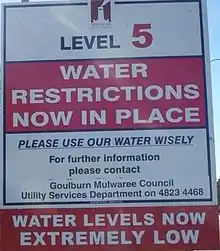 LEVEL 5
WATER
RESTRICTIONS
NOW IN PLACE
PLEASE USE OUR WATER WISELY
For further information
please contact
Goulburn Mulwaree Council
Utility Services Department on 4823 4468
WATER LEVELS NOW
EXTREMELY LOW